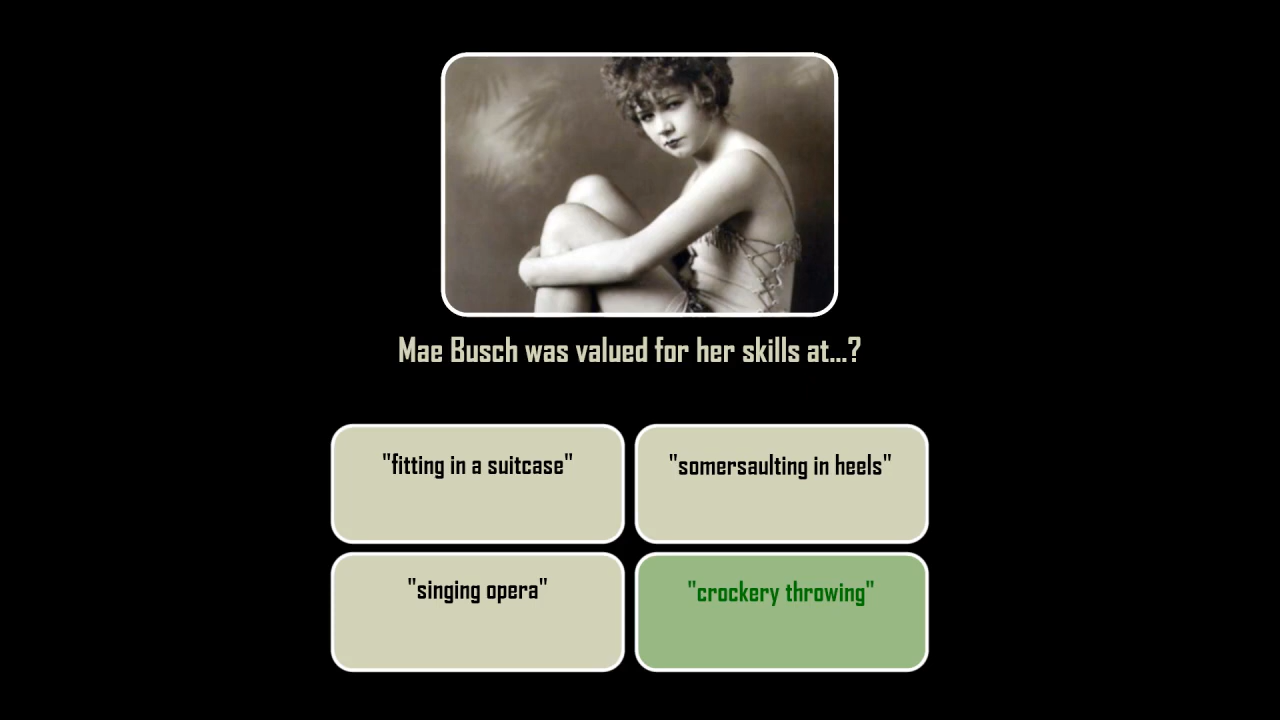 Mae Busch was valued for her skills at...?
"fitting in a suitcase"
"somersaulting in heels"
"singing opera"
"crockery throwing"